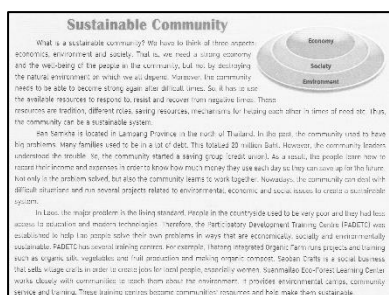 Sustainable Community
What is a sustainable community? We have to think of three aspects:
economics, environment and society. That is, we need a strong economy
and the well-being of the people in the community, but not by destroying
the natural environment on which we all depend. Moreover, the community
needs to be able to become strong again after difficult times. So, it has to use
the available resources to respond to, resist and recover from negative times. These
resources are tradition, different roles, saving resources, mechanisms for helping each other in times of need etc. Thus,
the community can be a sustainable system.
Economy
Society
Environment
Ban Samkha is located in Lampang Province in the north of Thailand. In the past, the community used to have
big problems. Many families used to be in a lot of debt. This totalled 20 million Baht. However, the community leaders
understood the trouble. So, the community started a saving group (credit union). As a result, the people learn how to
record their income and expenses in order to know how much money they use each day so they can save up for the future.
Not only is the problem solved, but also the community seems to work together. Nowadays, the community can deal with
difficult situations and run several projects related to environmental, economic and social issues to create a sustainable
system.
In Laos, the major problem is the living standard. People in the countryside used to be very poor and they had less
access to education and modern technologies. Therefore, the Participatory Development Training Centre (PADETC) was
established to help Lao people solve their own problems in ways that are economically, socially and environmentally
sustainable. PADETC has several training centres. For example, Thatang Integrated Organic Farm runs projects and training
such as organic silk, vegetables and fruit production and making organic compost. Saoban Crafts is a social business
that sells village crafts in order to create jobs for local people, especially women. Suanmailao Eco-Forest Learning Center
works closely with communities to teach them about the environment. It provides environmental camps, community
service and training. These training centres become communities' resources and help make them sustainable.